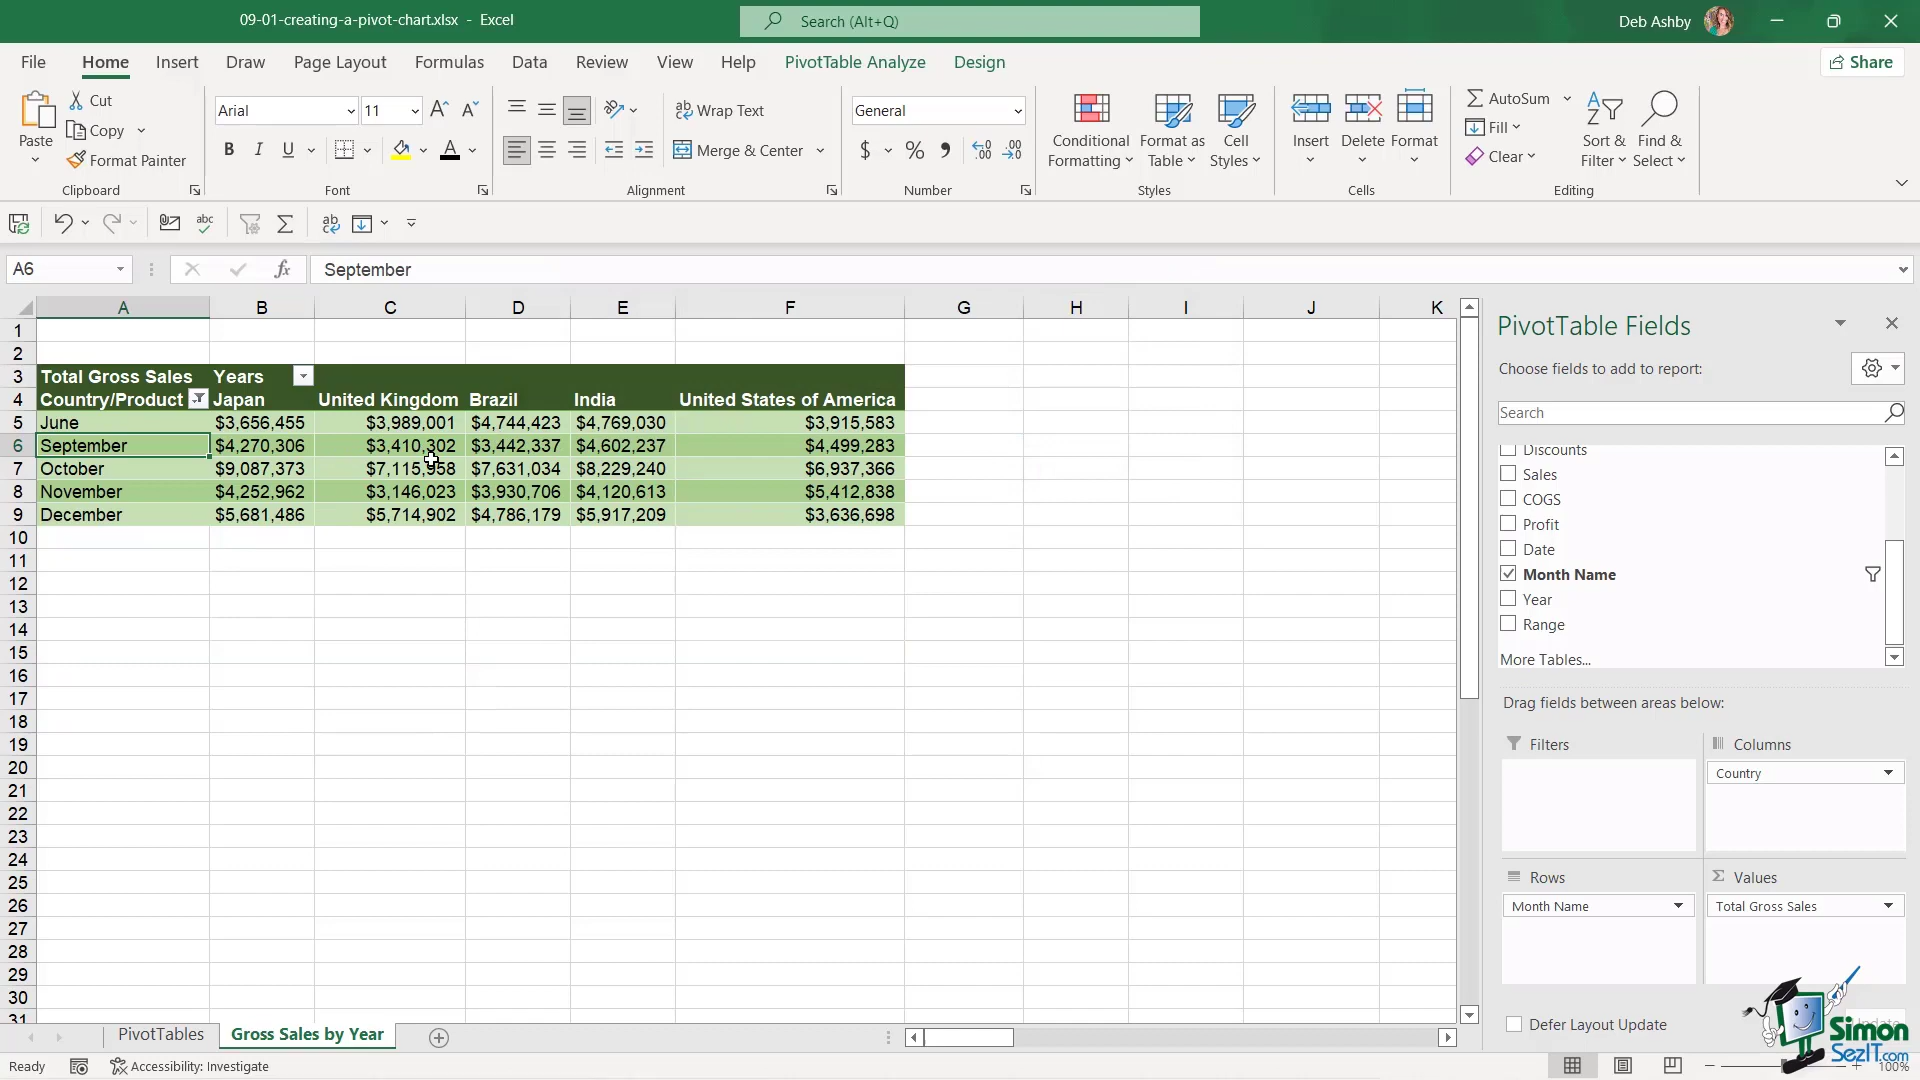 09-01-creating-a-pivot-chart.xlsx - Excel
Search (Alt+Q)
Deb Ashby
File Home Insert Draw Page Layout Formulas Data Review View Help PivotTable Analyze Design
Share
Paste
Cut
Copy
Format Painter
Clipboard
Arial 11
B I U
Font
Wrap Text
Merge & Center
Alignment
General
$ % ,
Number
Conditional Formatting
Format as Table
Cell Styles
Styles
Insert Delete Format
Cells
AutoSum
Fill
Clear
Sort & Filter
Find & Select
Editing
A6
September
A B C D E F G H I J K
1
2
3 Total Gross Sales Years
4 Country/Product Japan United Kingdom Brazil India United States of America
5 June $3,656,455 $3,989,001 $4,744,423 $4,769,030 $3,915,583
6 September $4,270,306 $3,410,302 $3,442,337 $4,602,237 $4,499,283
7 October $9,087,373 $7,115,958 $7,631,034 $8,229,240 $6,937,366
8 November $4,252,962 $3,146,023 $3,930,706 $4,120,613 $5,412,838
9 December $5,681,486 $5,714,902 $4,786,179 $5,917,209 $3,636,698
10
11
12
13
14
15
16
17
18
19
20
21
22
23
24
25
26
27
28
29
30
31
PivotTable Fields
Choose fields to add to report:
Search
Discounts
Sales
COGS
Profit
Date
Month Name
Year
Range
More Tables...
Drag fields between areas below:
Filters
Columns
Country
Rows
Month Name
Values
Total Gross Sales
Defer Layout Update
Simon
SezIT.com
PivotTables Gross Sales by Year
Ready
Accessibility: Investigate
100%